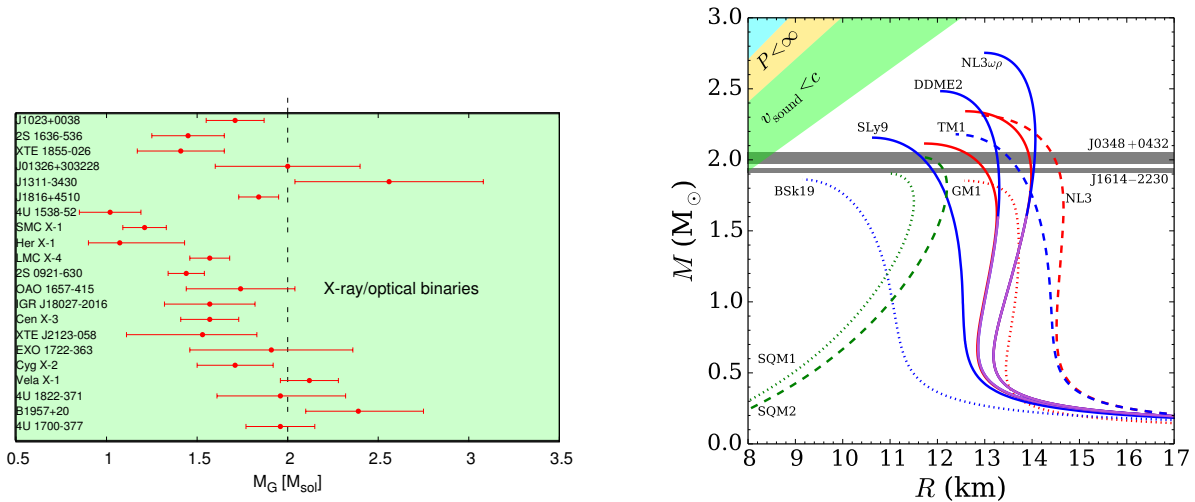 J1023+0038
2S 1636-536
XTE 1855-026
J01326+303228
J1311-3430
J1816+4510
4U 1538-52
SMC X-1
Her X-1
LMC X-4
2S 0921-630
OAO 1657-415
IGR J18027-2016
Cen X-3
XTE J2123-058
EXO 1722-363
Cyg X-2
Vela X-1
4U 1822-371
B1957+20
4U 1700-377
X-ray/optical binaries
0.5 1 1.5 2 2.5 3 3.5
M_G [M_sol]
3.0
2.5
2.0
1.5
1.0
0.5
0.0
M (M⊙)
P<∞
v_sound<c
NL3ωρ
DDME2
SLy9
TM1
J0348+0432
J1614−2230
BSk19
GM1
NL3
SQM1
SQM2
8 9 10 11 12 13 14 15 16 17
R (km)